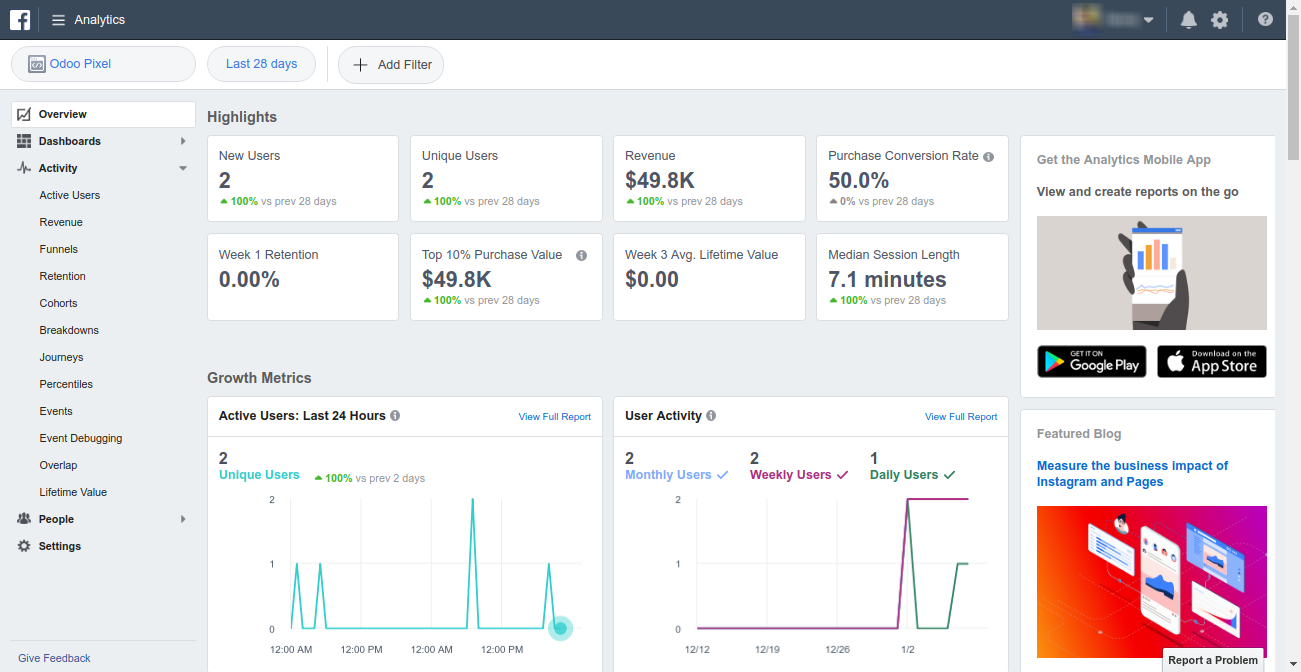 Analytics
Odoo Pixel
Last 28 days
Add Filter
Overview
Dashboards
Activity
Active Users
Revenue
Funnels
Retention
Cohorts
Breakdowns
Journeys
Percentiles
Events
Event Debugging
Overlap
Lifetime Value
People
Settings
Give Feedback
Highlights
New Users
2
100% vs prev 28 days
Unique Users
2
100% vs prev 28 days
Revenue
$49.8K
100% vs prev 28 days
Purchase Conversion Rate
50.0%
0% vs prev 28 days
Week 1 Retention
0.00%
Top 10% Purchase Value
$49.8K
100% vs prev 28 days
Week 3 Avg. Lifetime Value
$0.00
Median Session Length
7.1 minutes
100% vs prev 28 days
Growth Metrics
Active Users: Last 24 Hours
View Full Report
2
Unique Users
100% vs prev 2 days
2
1
0
12:00 AM 12:00 PM 12:00 AM 12:00 PM
User Activity
View Full Report
2 2 1
Monthly Users Weekly Users Daily Users
2
1
0
12/12 12/19 12/26 1/2
Get the Analytics Mobile App
View and create reports on the go
GET IT ON
Google Play
Download on the
App Store
Featured Blog
Measure the business impact of
Instagram and Pages
Report a Problem